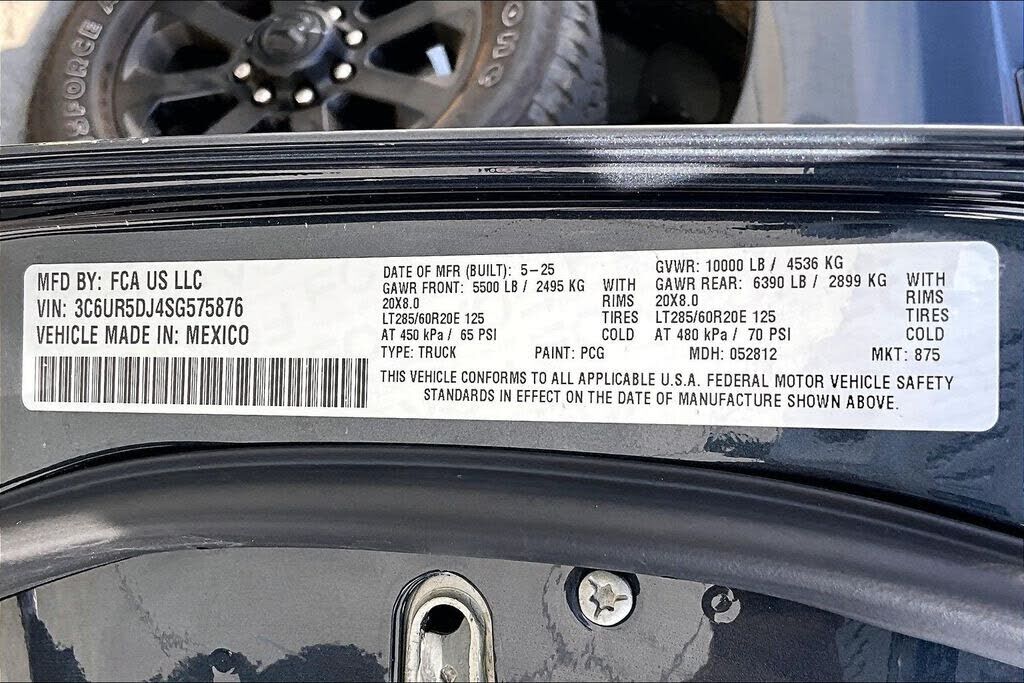 SFORGE
OWG
MFD BY: FCA US LLC
VIN: 3C6UR5DJ4SG575876
VEHICLE MADE IN: MEXICO
DATE OF MFR (BUILT): 5-25
GAWR FRONT: 5500 LB / 2495 KG WITH
20X8.0 RIMS
LT285/60R20E 125 TIRES
AT 450 kPa / 65 PSI COLD
GVWR: 10000 LB / 4536 KG
GAWR REAR: 6390 LB / 2899 KG WITH
20X8.0 RIMS
LT285/60R20E 125 TIRES
AT 480 kPa / 70 PSI COLD
TYPE: TRUCK PAINT: PCG MDH: 052812 MKT: 875
THIS VEHICLE CONFORMS TO ALL APPLICABLE U.S.A. FEDERAL MOTOR VEHICLE SAFETY
STANDARDS IN EFFECT ON THE DATE OF MANUFACTURE SHOWN ABOVE.